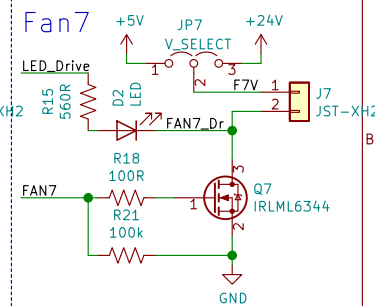 Fan7
+5V
JP7
+24V
V_SELECT
LED_Drive
1
3
2
F7V
1
J7
2
JST-XH2
XH2
R15
560R
D2
LED
FAN7_Dr
B
R18
100R
3
Q7
FAN7
1
IRLML6344
R21
100k
2
GND